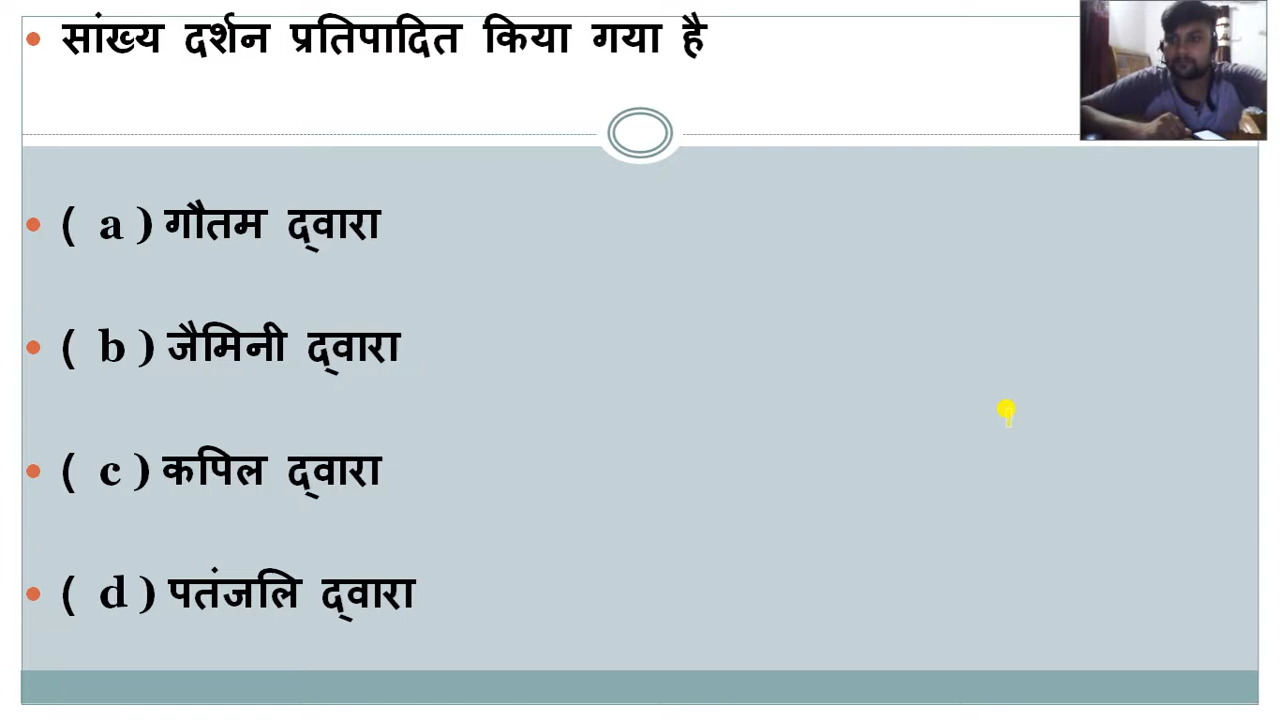 • सांख्य दर्शन प्रतिपादित किया गया है
• ( a ) गौतम द्वारा
• ( b ) जैमिनी द्वारा
• ( c ) कपिल द्वारा
• ( d ) पतंजलि द्वारा